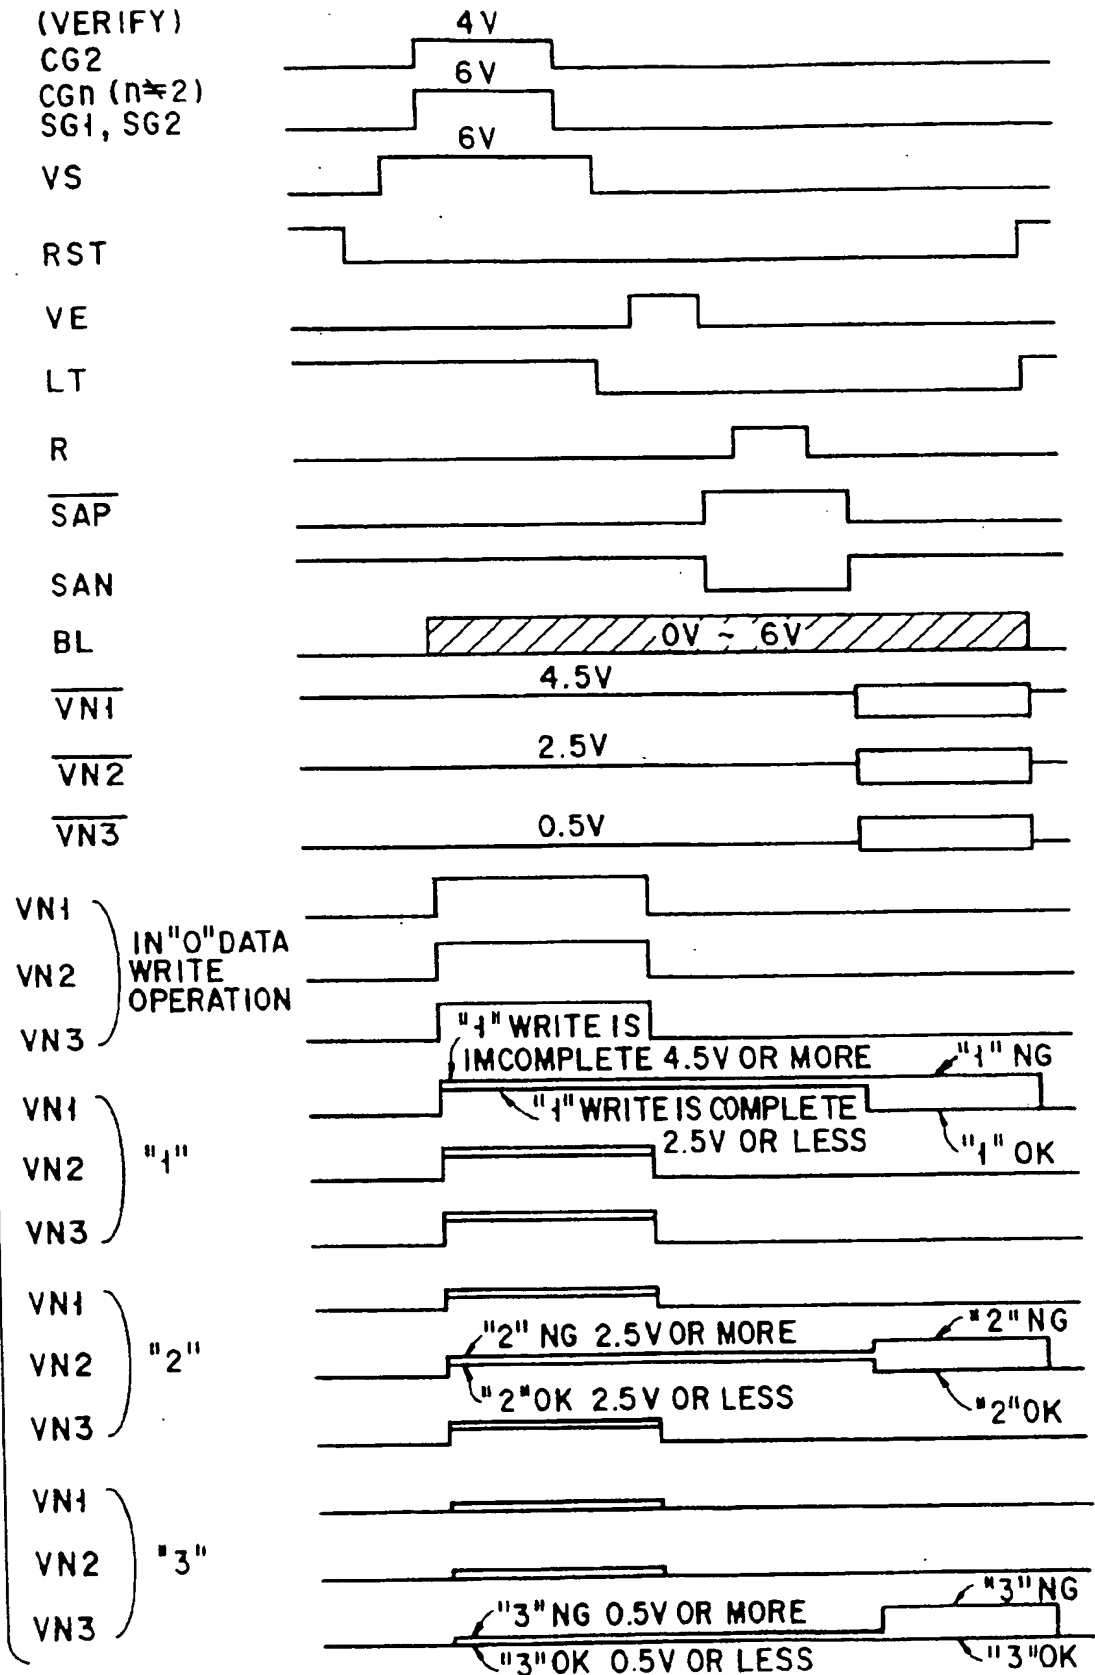 (VERIFY)
4V
CG2
6V
CGn (n≒2)
SG1, SG2
6V
VS
RST
VE
LT
R
SAP
SAN
BL
0V ~ 6V
4.5V
VN1
2.5V
VN2
0.5V
VN3
VN1
IN "0" DATA
VN2
WRITE
OPERATION
VN3
"1" WRITE IS
IMCOMPLETE 4.5V OR MORE
"1" NG
VN1
"1" WRITE IS COMPLETE
2.5V OR LESS
"1" OK
VN2
"1"
VN3
VN1
"2" NG 2.5V OR MORE
"2" NG
VN2
"2"
"2" OK 2.5V OR LESS
"2" OK
VN3
VN1
VN2
"3"
"3" NG 0.5V OR MORE
"3" NG
VN3
"3" OK 0.5V OR LESS
"3" OK